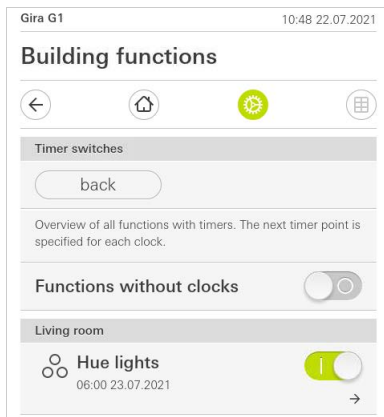 Gira G1 10:48 22.07.2021
Building functions
Timer switches
back
Overview of all functions with timers. The next timer point is
specified for each clock.
Functions without clocks
Living room
Hue lights
06:00 23.07.2021